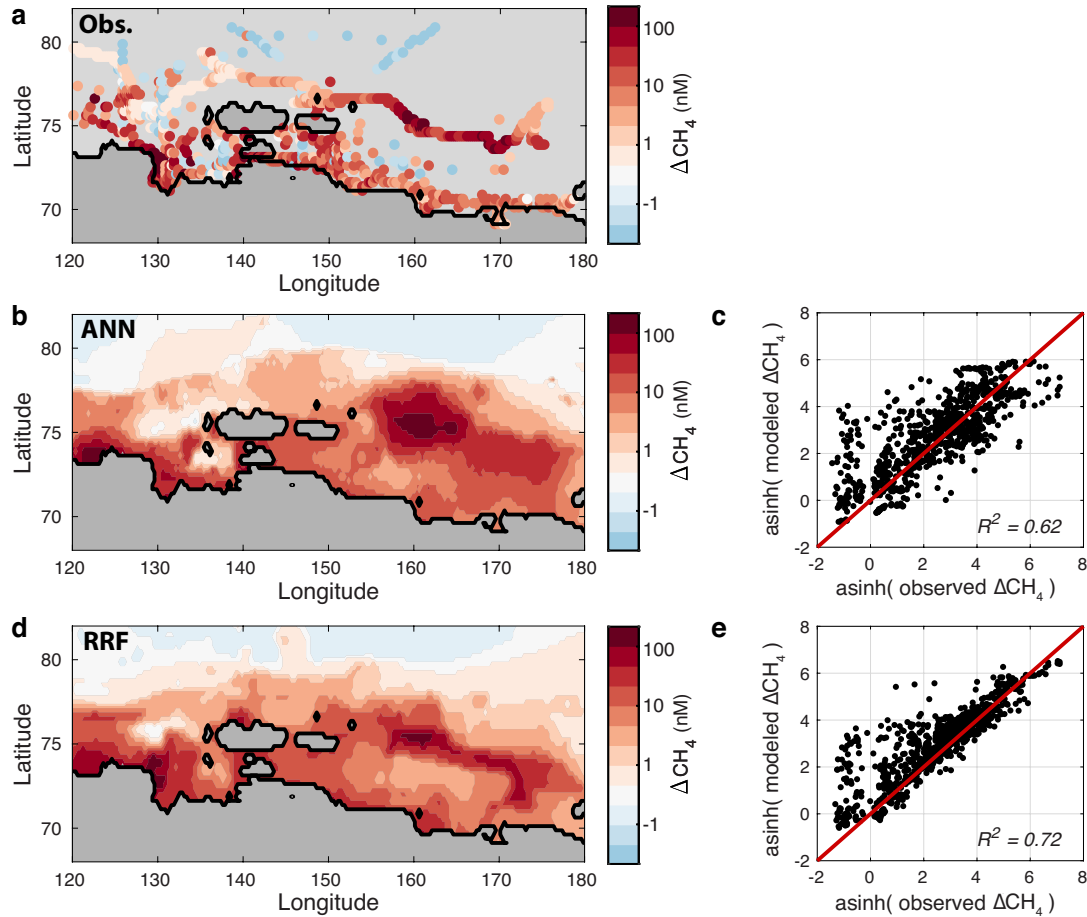 a
Obs.
80
75
70
Latitude
120 130 140 150 160 170 180
Longitude
100
10
1
-1
ΔCH₄ (nM)
b
ANN
80
75
70
Latitude
120 130 140 150 160 170 180
Longitude
100
10
1
-1
ΔCH₄ (nM)
c
8
6
4
2
0
-2
asinh( modeled ΔCH₄)
R² = 0.62
-2 0 2 4 6 8
asinh( observed ΔCH₄ )
d
RRF
80
75
70
Latitude
120 130 140 150 160 170 180
Longitude
100
10
1
-1
ΔCH₄ (nM)
e
8
6
4
2
0
-2
asinh( modeled ΔCH₄)
R² = 0.72
-2 0 2 4 6 8
asinh( observed ΔCH₄ )